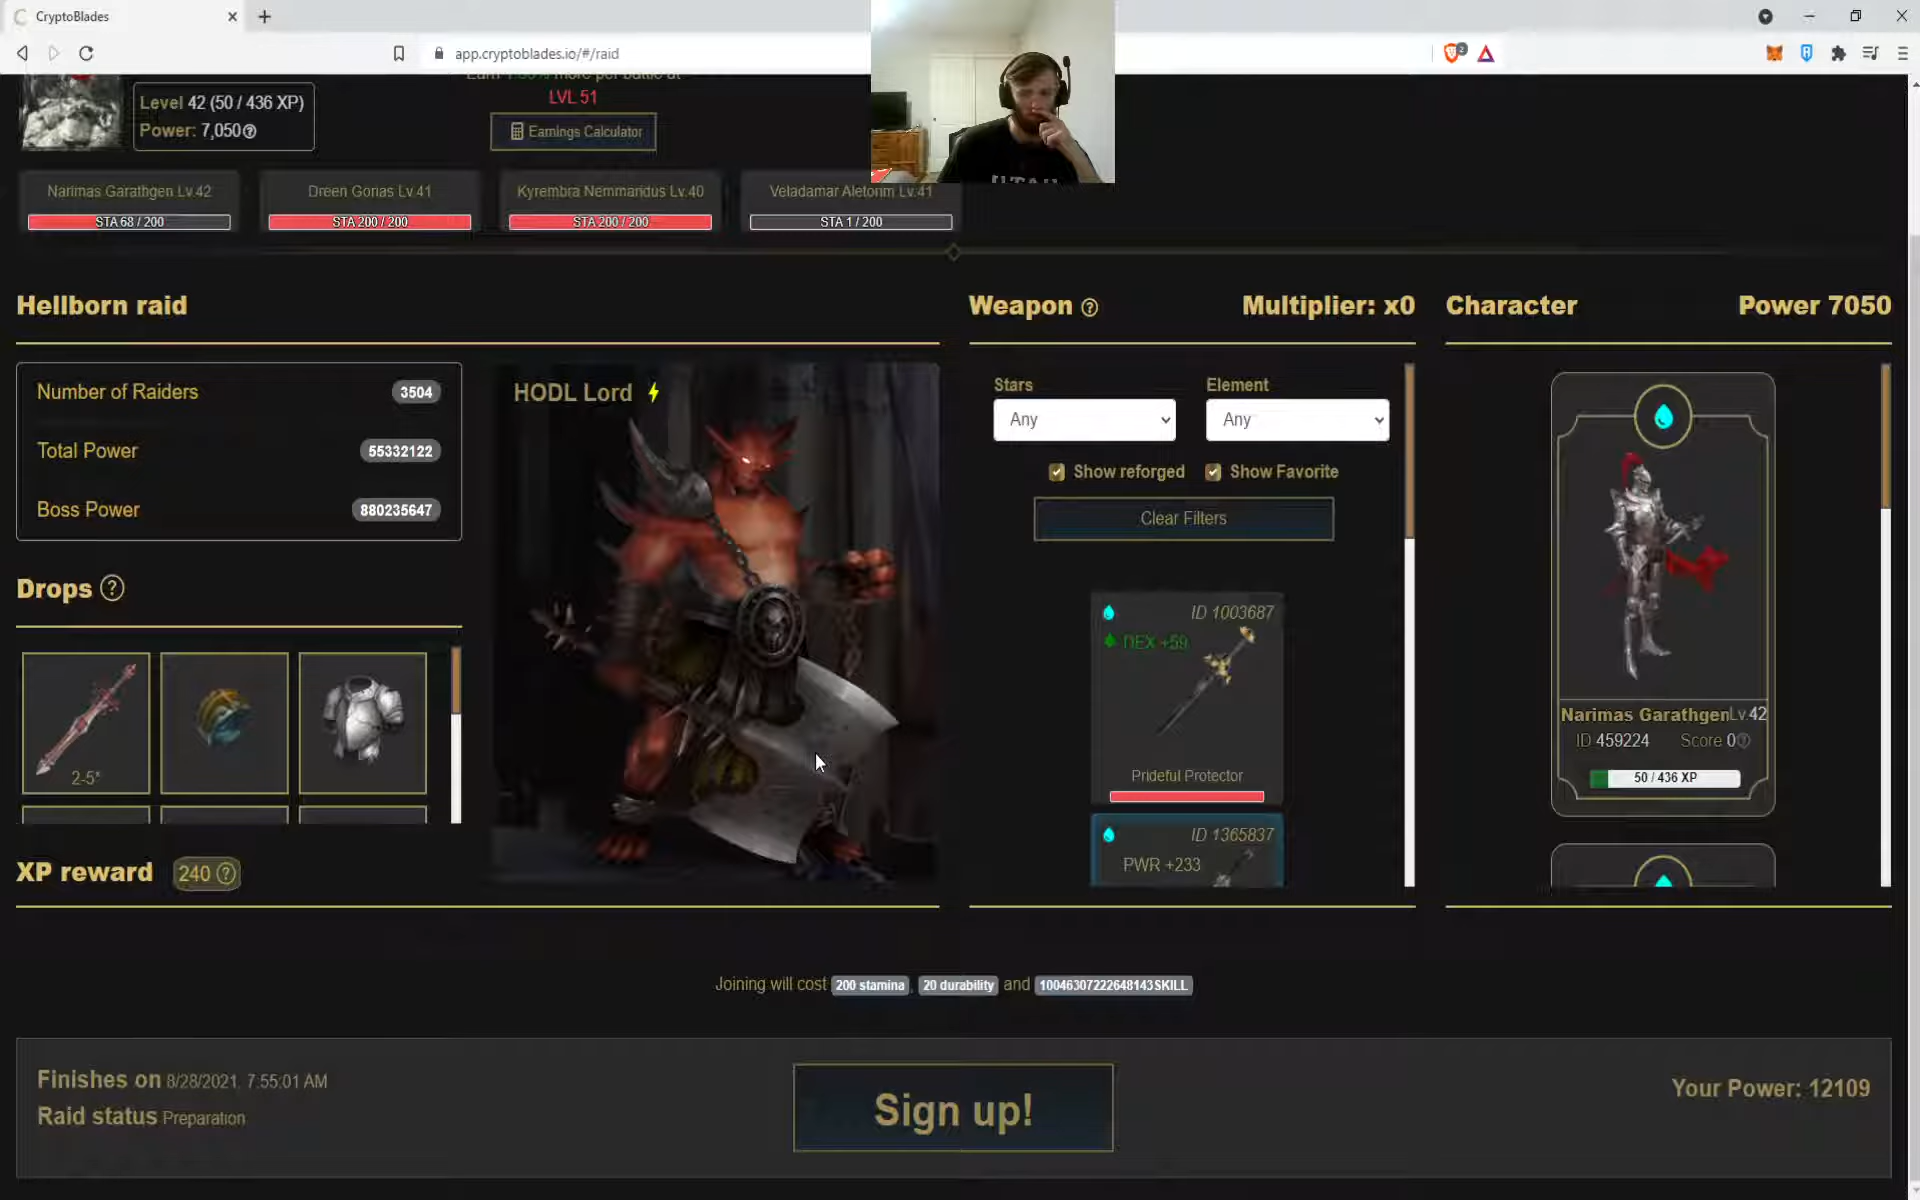 CryptoBlades
app.cryptoblades.io/#/raid
2
Level 42 (50 / 436 XP)
Power: 7,050
LVL 51
Earnings Calculator
Narimas Garathgen Lv.42
STA 68 / 200
Dreen Gorias Lv.41
STA 200 / 200
Kyrembra Nemmaridus Lv.40
STA 200 / 200
Veladamar Aletorim Lv.41
STA 1 / 200
UTAH
Hellborn raid
Number of Raiders 3504
Total Power 55332122
Boss Power 880235647
Drops ?
2-5*
XP reward 240 ?
HODL Lord
Weapon ? Multiplier: x0
Stars Element
Any Any
Show reforged Show Favorite
Clear Filters
ID 1003687
DEX +59
Prideful Protector
ID 1365837
PWR +233
Character Power 7050
Narimas Garathgen Lv.42
ID 459224 Score 0
50 / 436 XP
Joining will cost 200 stamina , 20 durability and 10046307222648143SKILL
Finishes on 8/28/2021, 7:55:01 AM
Raid status Preparation
Sign up!
Your Power: 12109